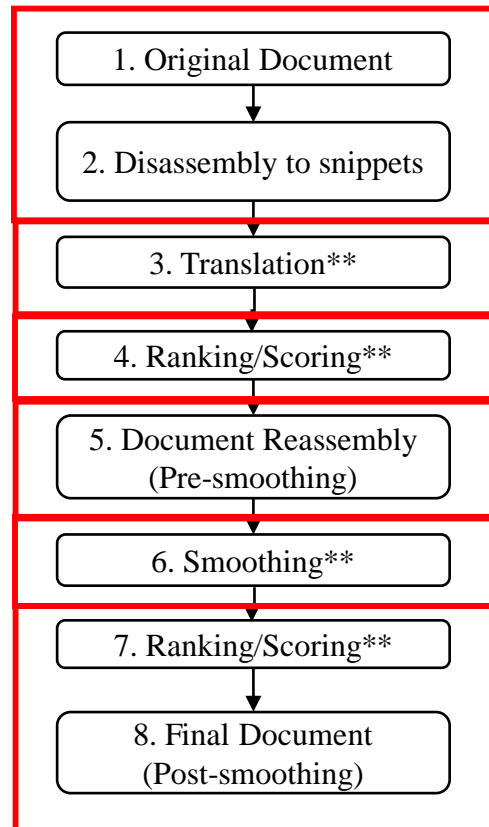 1. Original Document
2. Disassembly to snippets
3. Translation**
4. Ranking/Scoring**
5. Document Reassembly
(Pre-smoothing)
6. Smoothing**
7. Ranking/Scoring**
8. Final Document
(Post-smoothing)